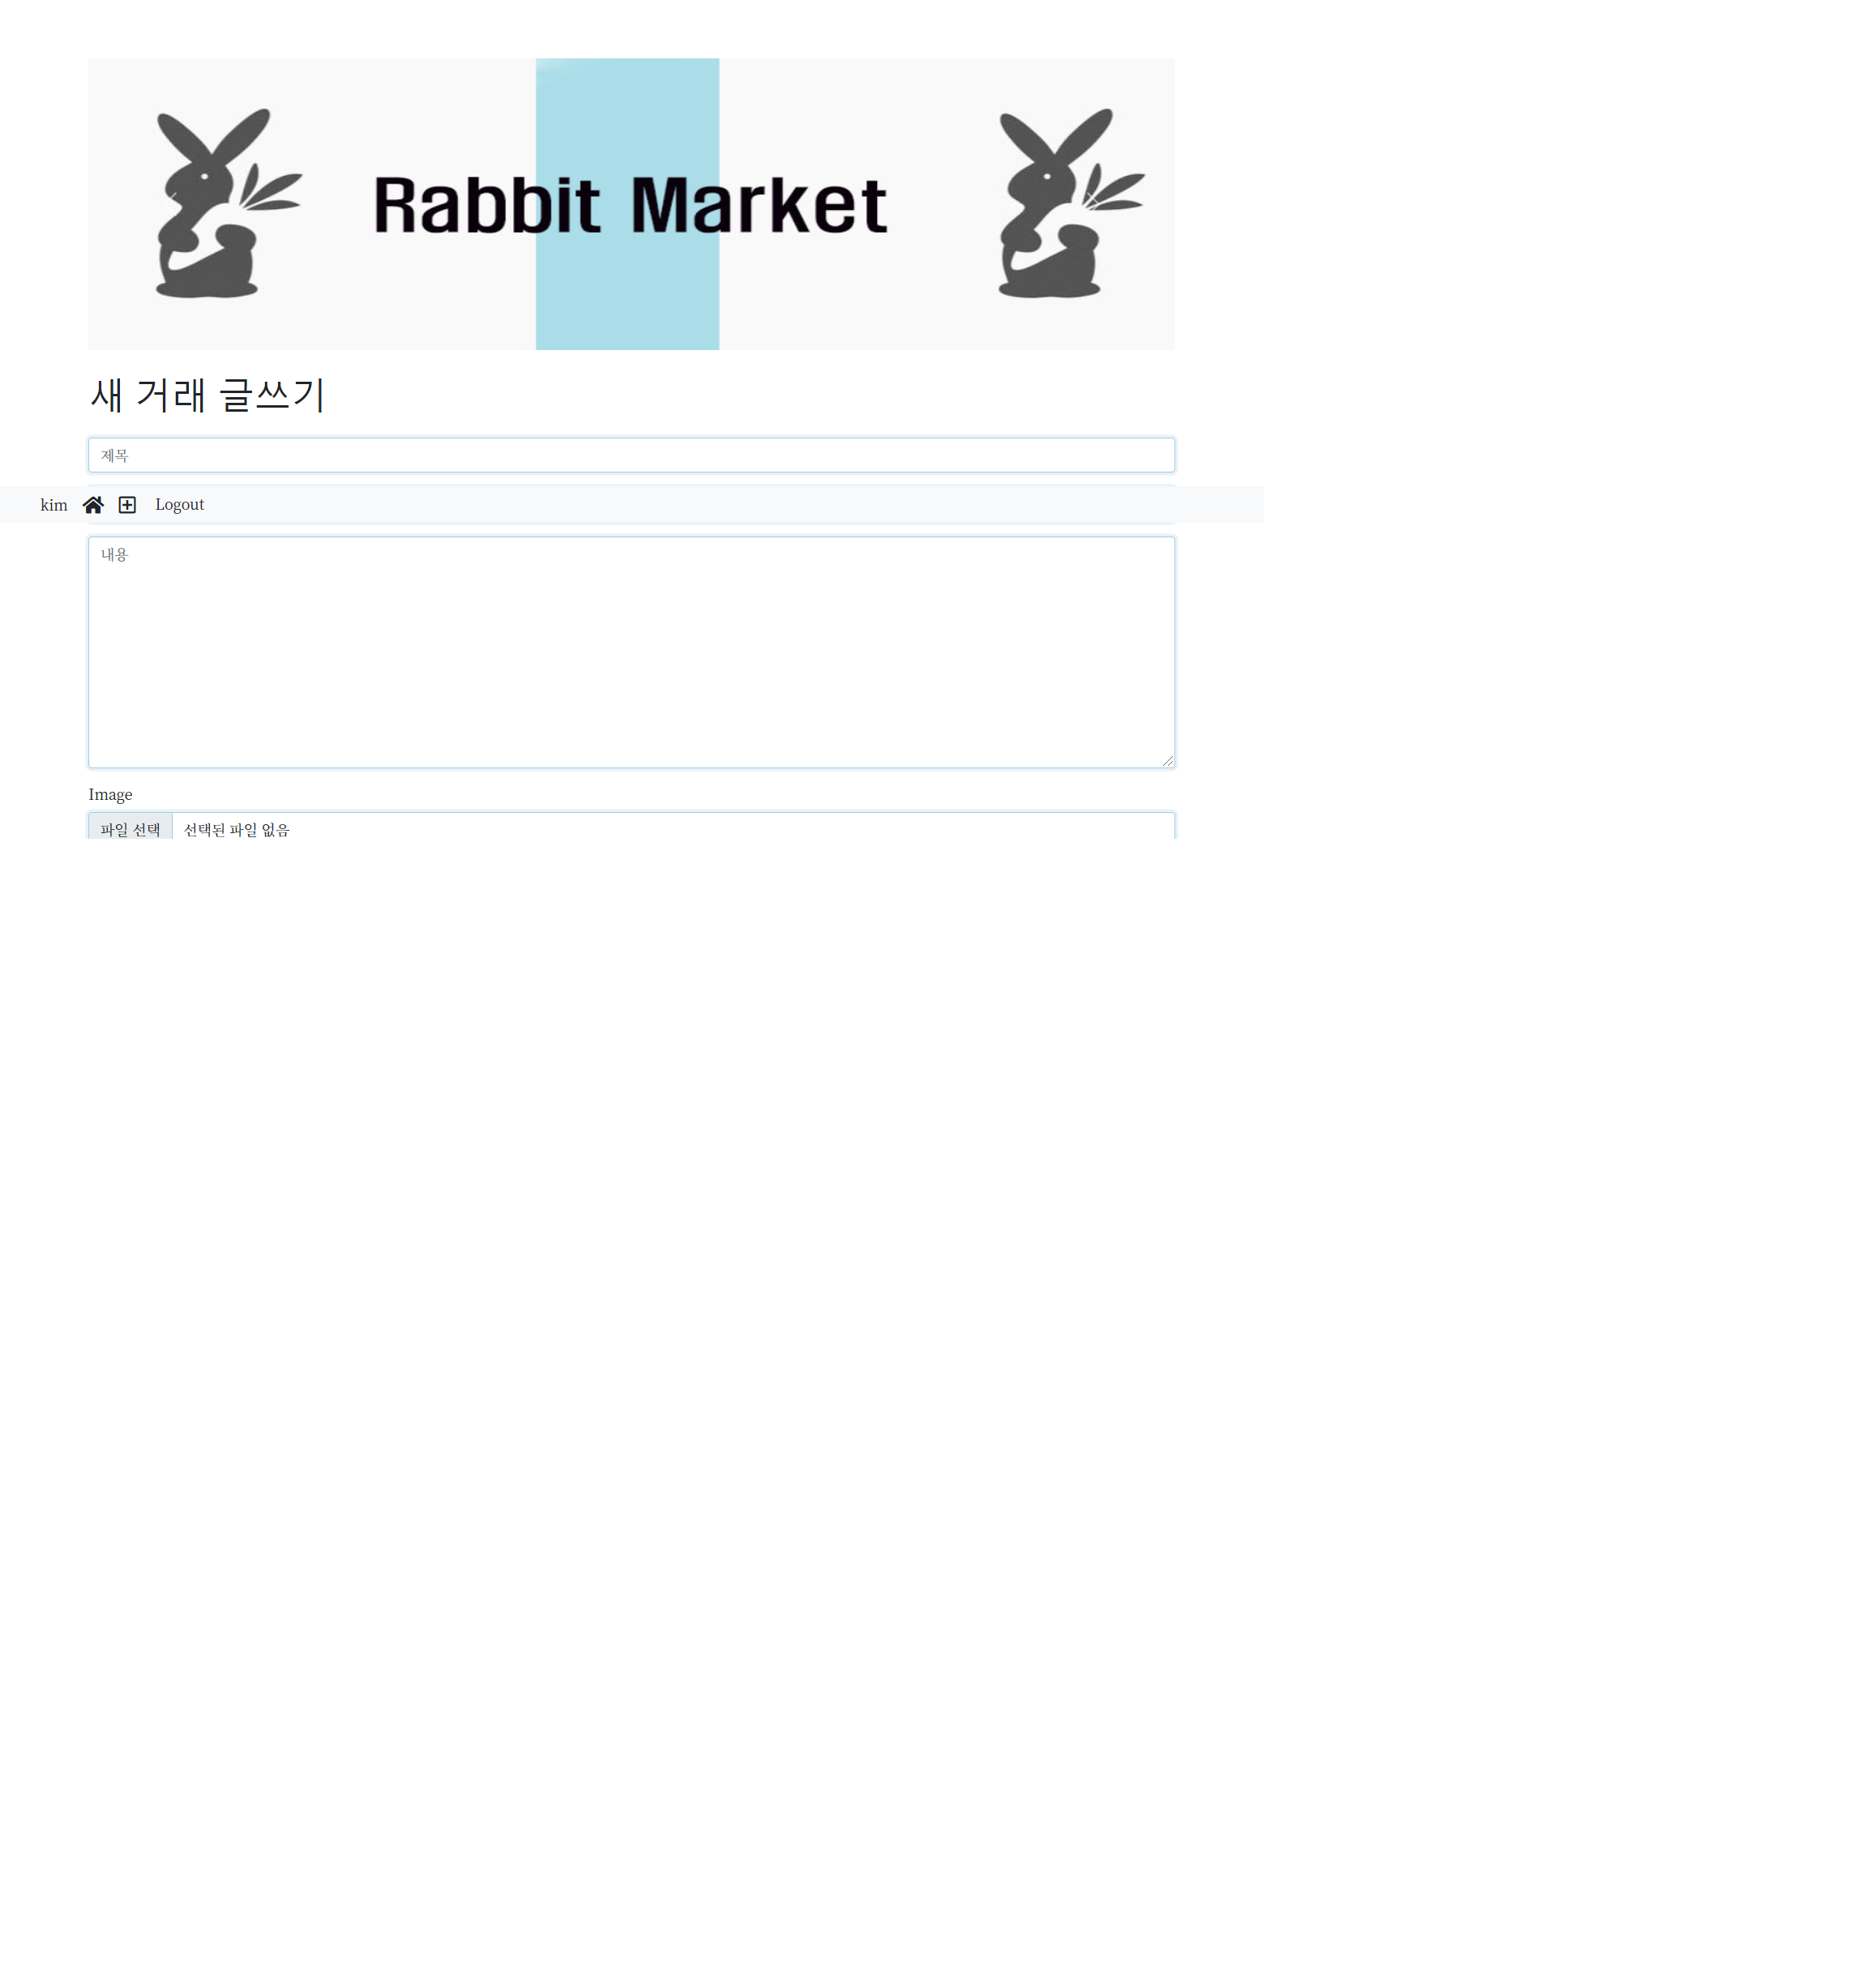 Rabbit Market
새 거래 글쓰기
제목
kim Logout
내용
Image
파일 선택 선택된 파일 없음